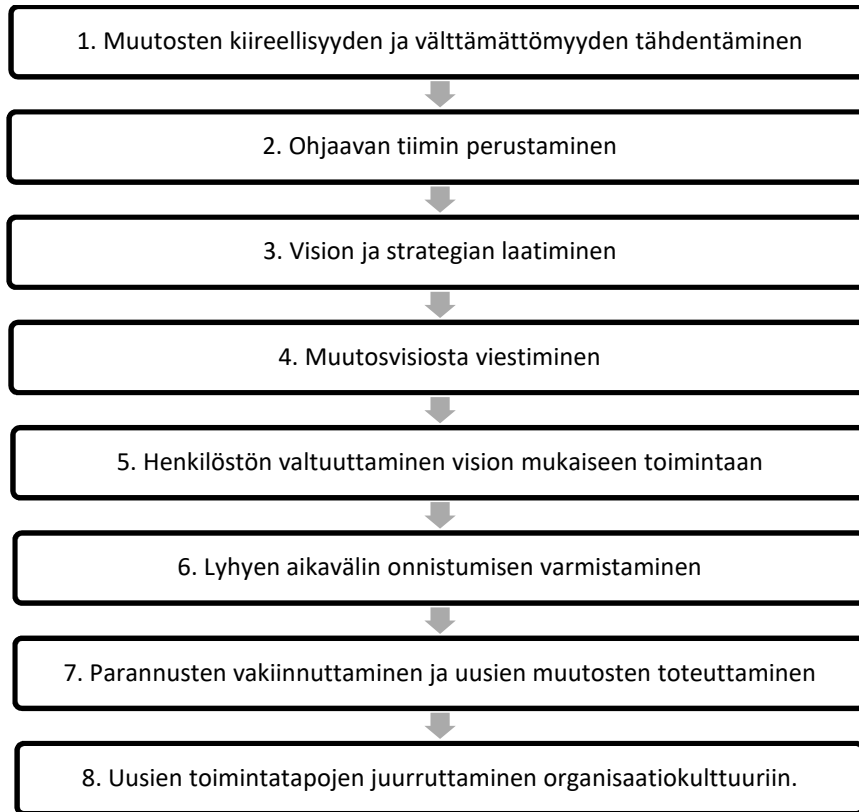 1. Muutosten kiireellisyyden ja välttämättömyyden tähdentäminen
2. Ohjaavan tiimin perustaminen
3. Vision ja strategian laatiminen
4. Muutosvisiosta viestiminen
5. Henkilöstön valtuuttaminen vision mukaiseen toimintaan
6. Lyhyen aikavälin onnistumisen varmistaminen
7. Parannusten vakiinnuttaminen ja uusien muutosten toteuttaminen
8. Uusien toimintatapojen juurruttaminen organisaatiokulttuuriin.